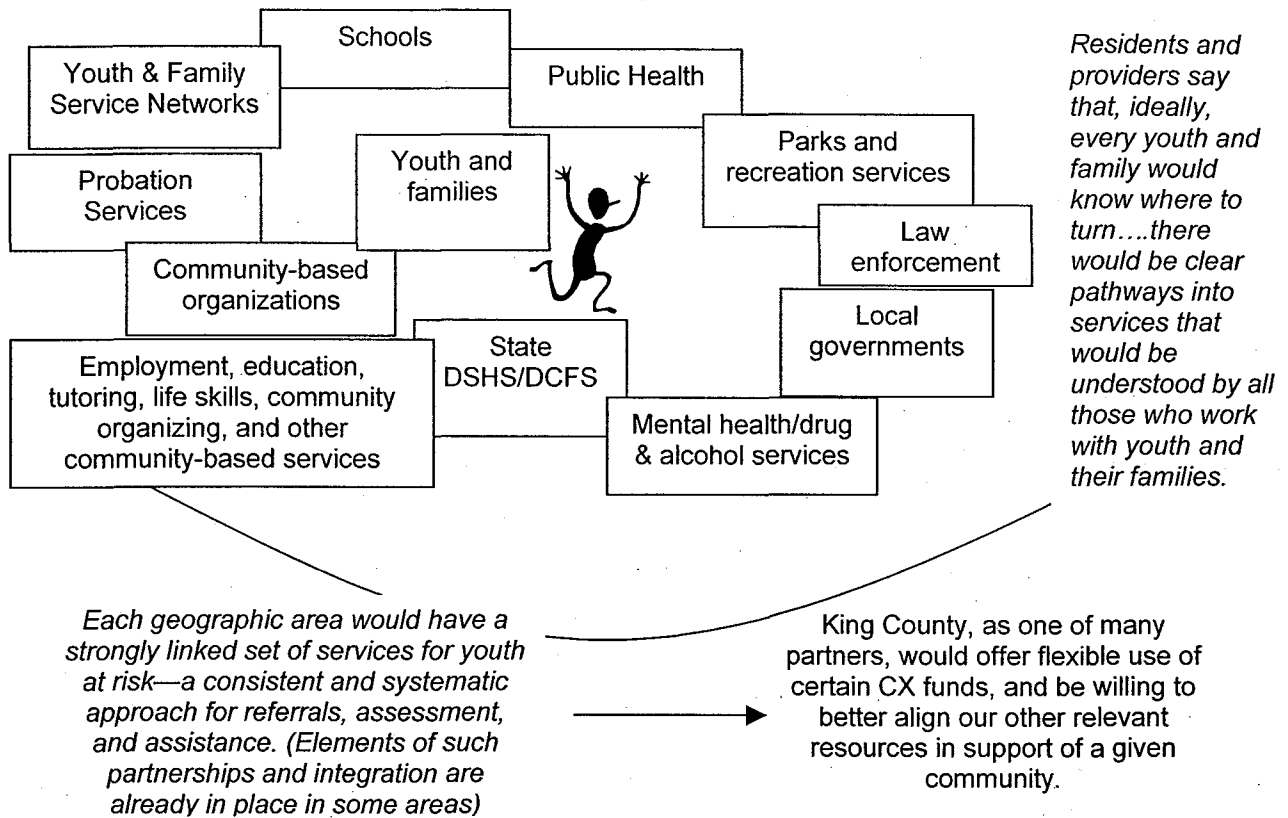 Schools
Youth & Family
Service Networks
Public Health
Probation
Services
Youth and
families
Parks and
recreation services
Law
enforcement
Community-based
organizations
Local
governments
State
DSHS/DCFS
Employment, education,
tutoring, life skills, community
organizing, and other
community-based services
Mental health/drug
& alcohol services
Residents and
providers say
that, ideally,
every youth and
family would
know where to
turn....there
would be clear
pathways into
services that
would be
understood by all
those who work
with youth and
their families.
Each geographic area would have a
strongly linked set of services for youth
at risk—a consistent and systematic
approach for referrals, assessment,
and assistance. (Elements of such
partnerships and integration are
already in place in some areas)
King County, as one of many
partners, would offer flexible use of
certain CX funds, and be willing to
better align our other relevant
resources in support of a given
community.